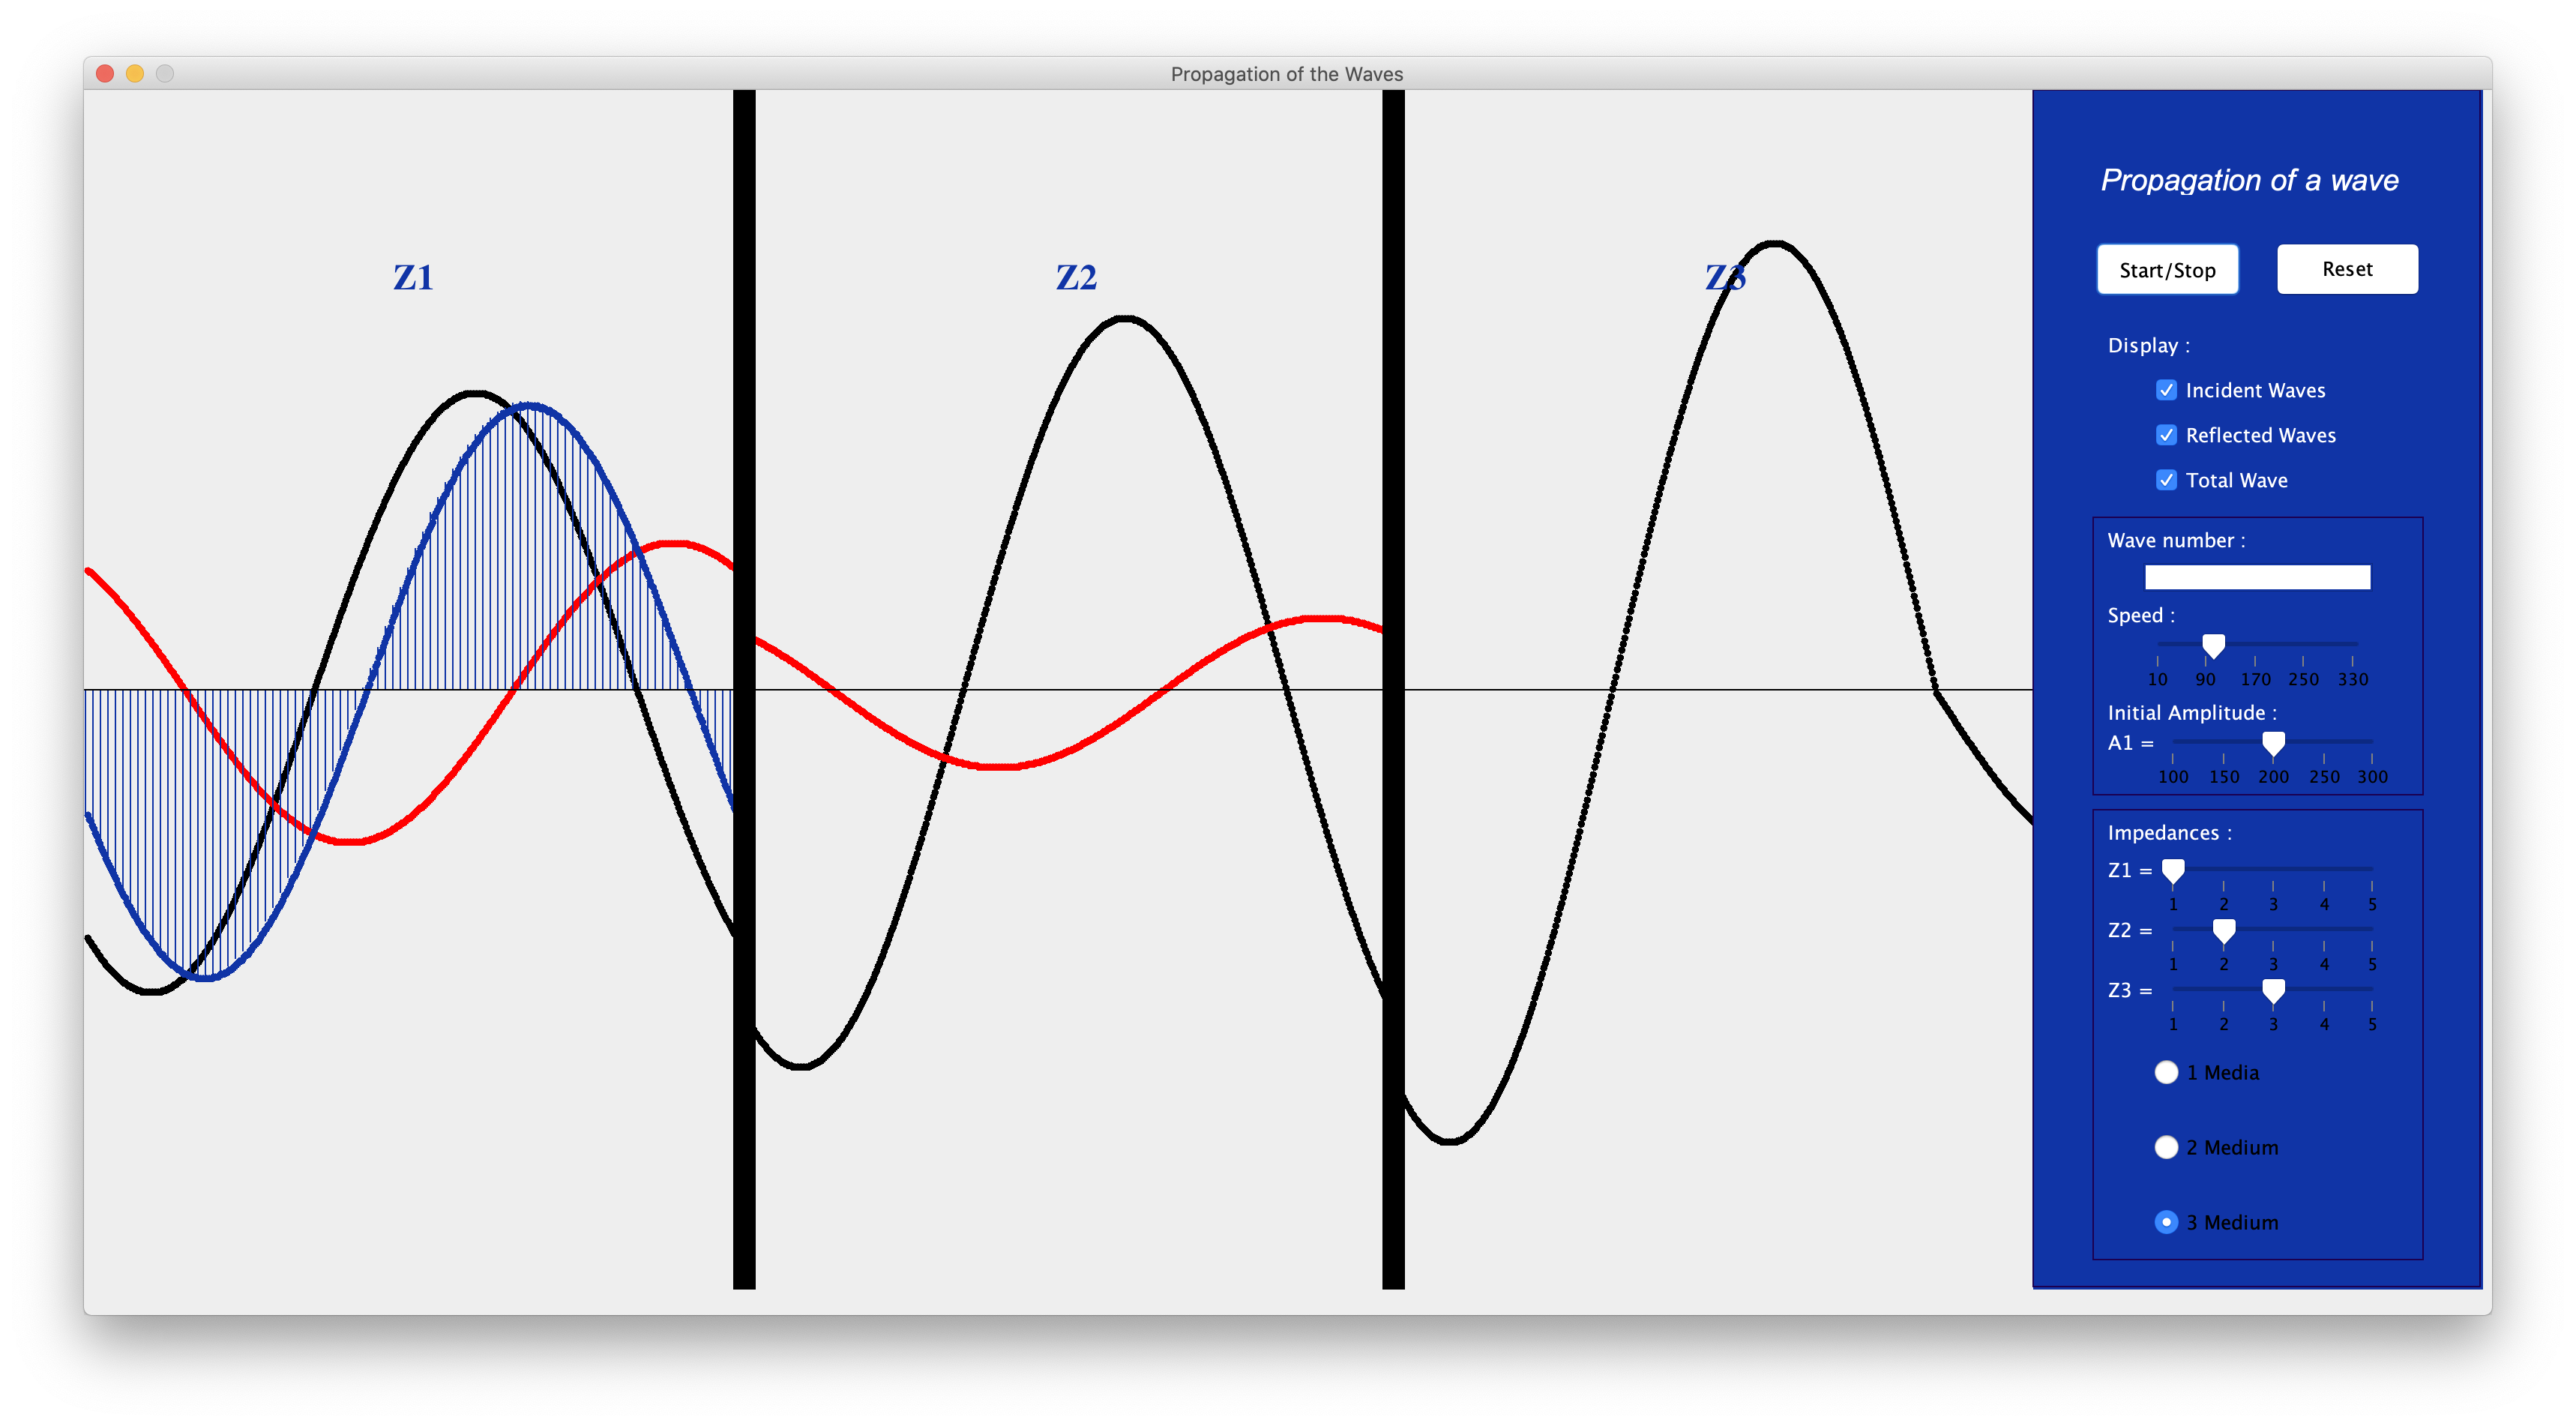 Propagation of the Waves
Z1
Z2
Z3
Propagation of a wave
Start/Stop
Reset
Display :
Incident Waves
Reflected Waves
Total Wave
Wave number :
Speed :
10 90 170 250 330
Initial Amplitude :
A1 =
100 150 200 250 300
Impedances :
Z1 =
1 2 3 4 5
Z2 =
1 2 3 4 5
Z3 =
1 2 3 4 5
1 Media
2 Medium
3 Medium